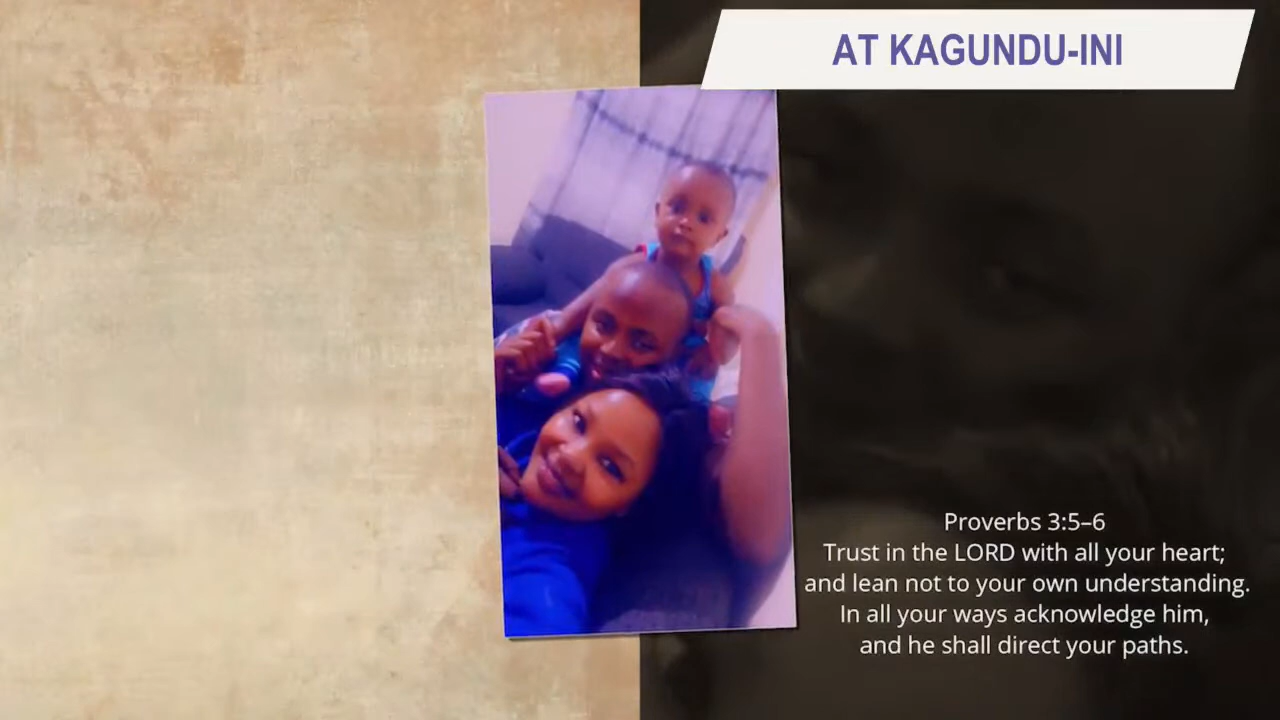 AT KAGUNDU-INI
Proverbs 3:5–6
Trust in the LORD with all your heart;
and lean not to your own understanding.
In all your ways acknowledge him,
and he shall direct your paths.